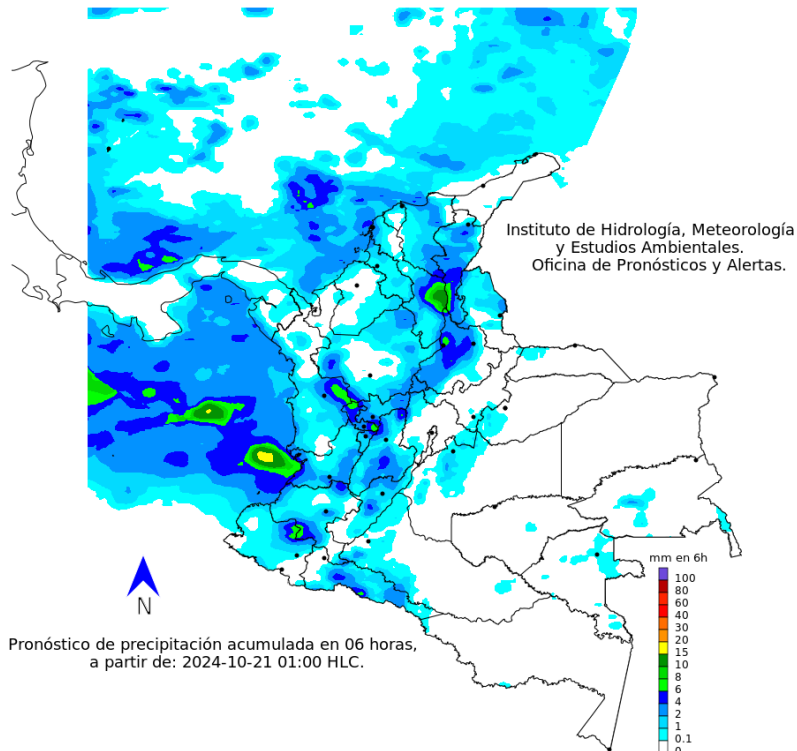 Instituto de Hidrología, Meteorología
y Estudios Ambientales.
Oficina de Pronósticos y Alertas.
mm en 6h
100
80
60
40
30
20
15
10
8
6
4
2
1
0.1
0
N
Pronóstico de precipitación acumulada en 06 horas,
a partir de: 2024-10-21 01:00 HLC.